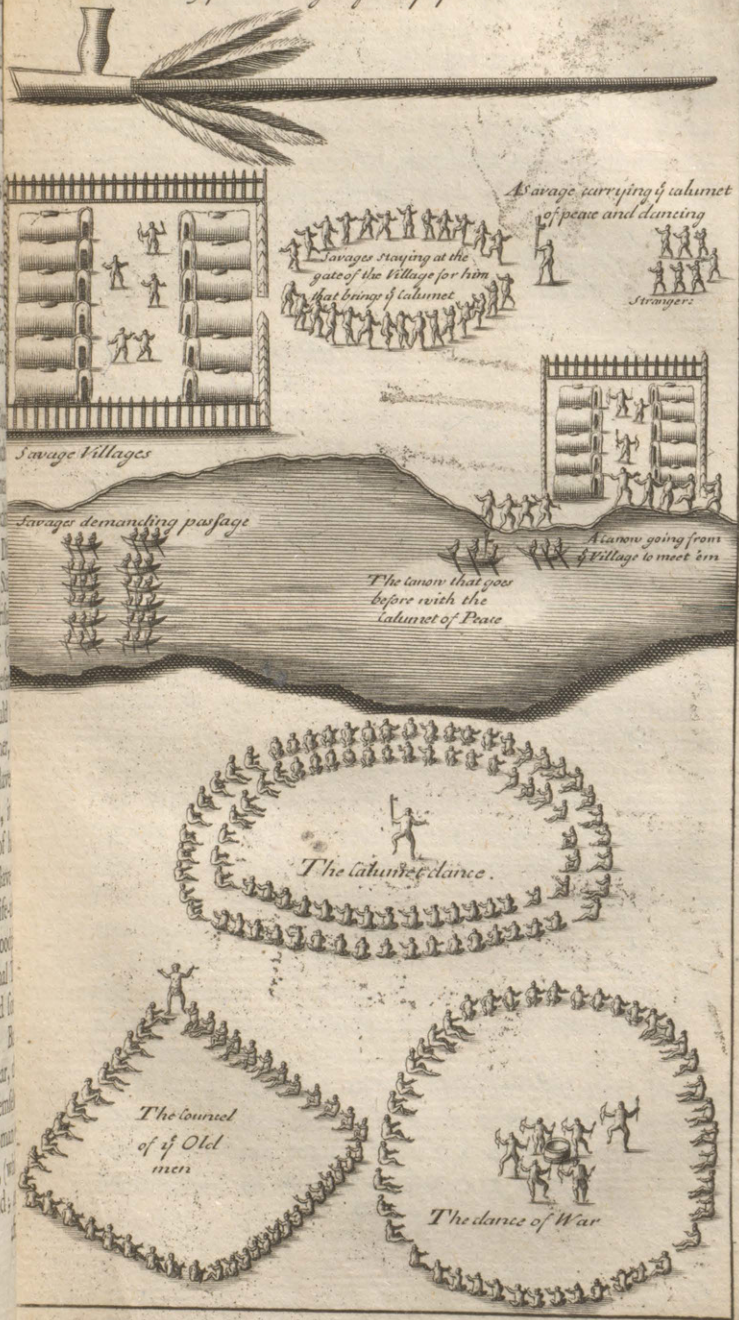 A Savage carrying ẙ calumet
of peace and dancing
Savages staying at the
gate of the Village for him
that brings ẙ Calumet
Stranger:
Savage Villages
Savages demanding passage
A canow going from
ẙ Village to meet 'em
The canow that goes
before with the
Calumet of Peace
The Calumet dance.
The Councel
of ẙ Old
men
The dance of War